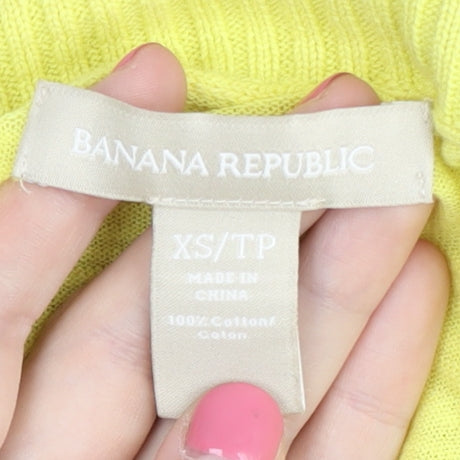 BANANA REPUBLIC
XS/TP
MADE IN
CHINA
100% Cotton/
Coton